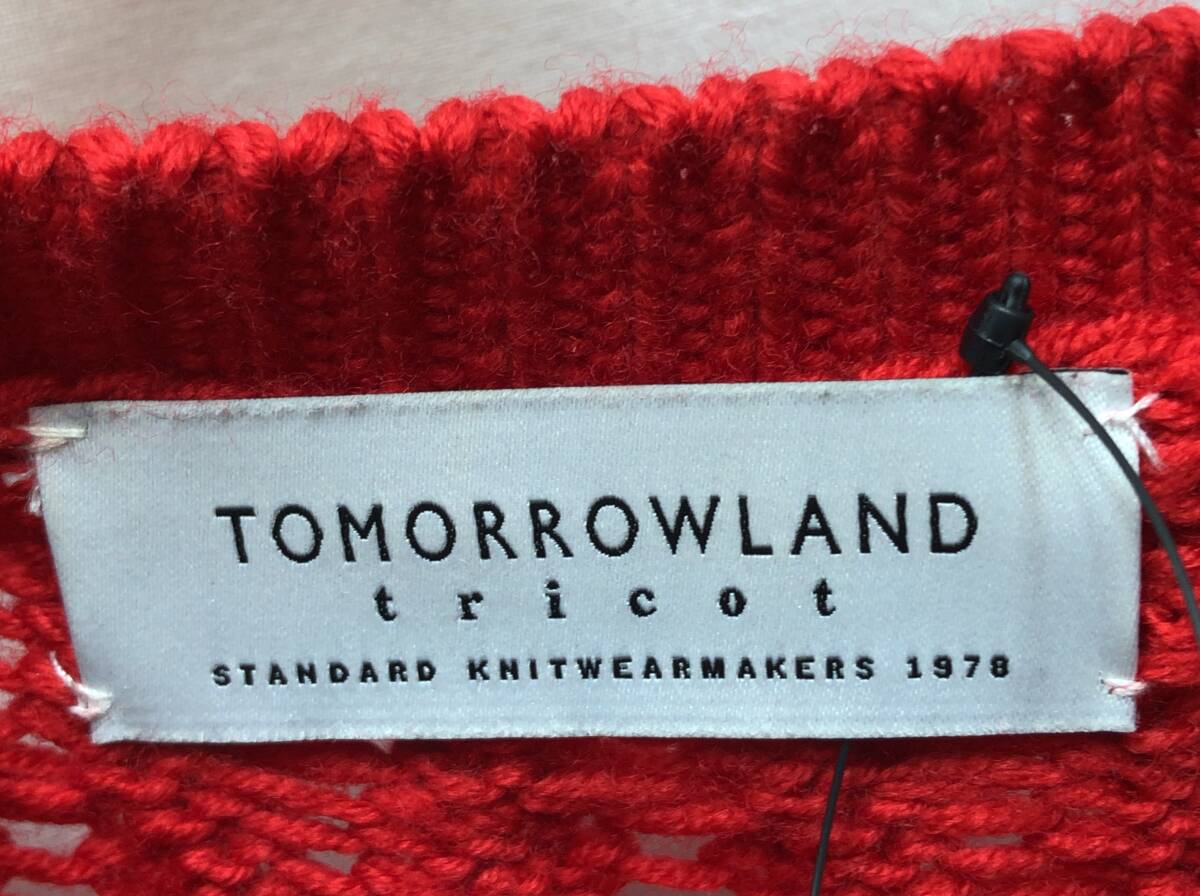 TOMORROWLAND
tricot
STANDARD KNITWEARMAKERS 1978